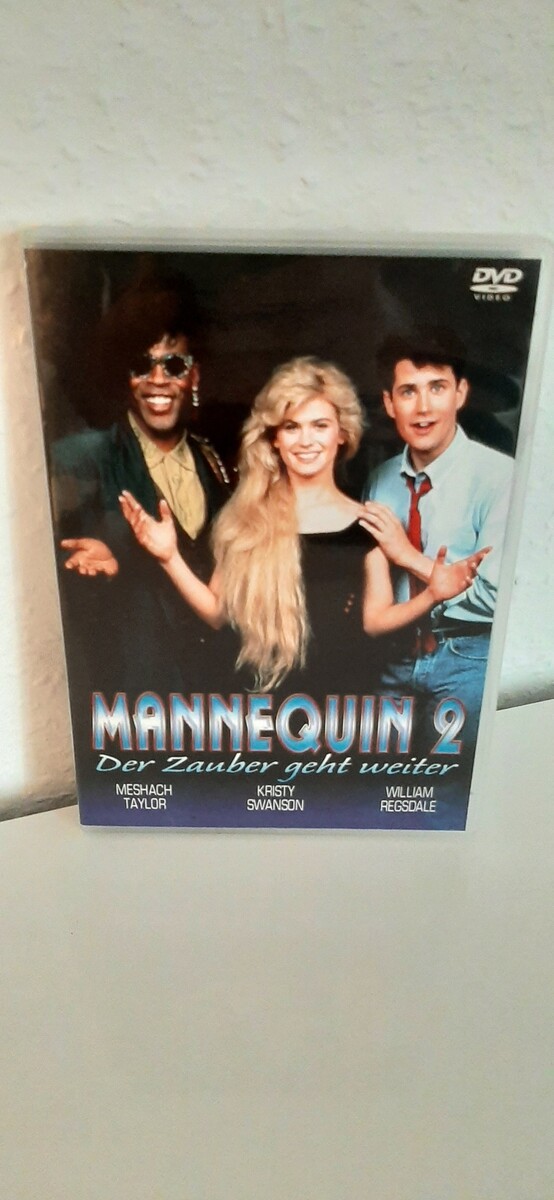 DVD
VIDEO
MANNEQUIN 2
Der Zauber geht weiter
MESHACH TAYLOR
KRISTY SWANSON
WILLIAM REGSDALE